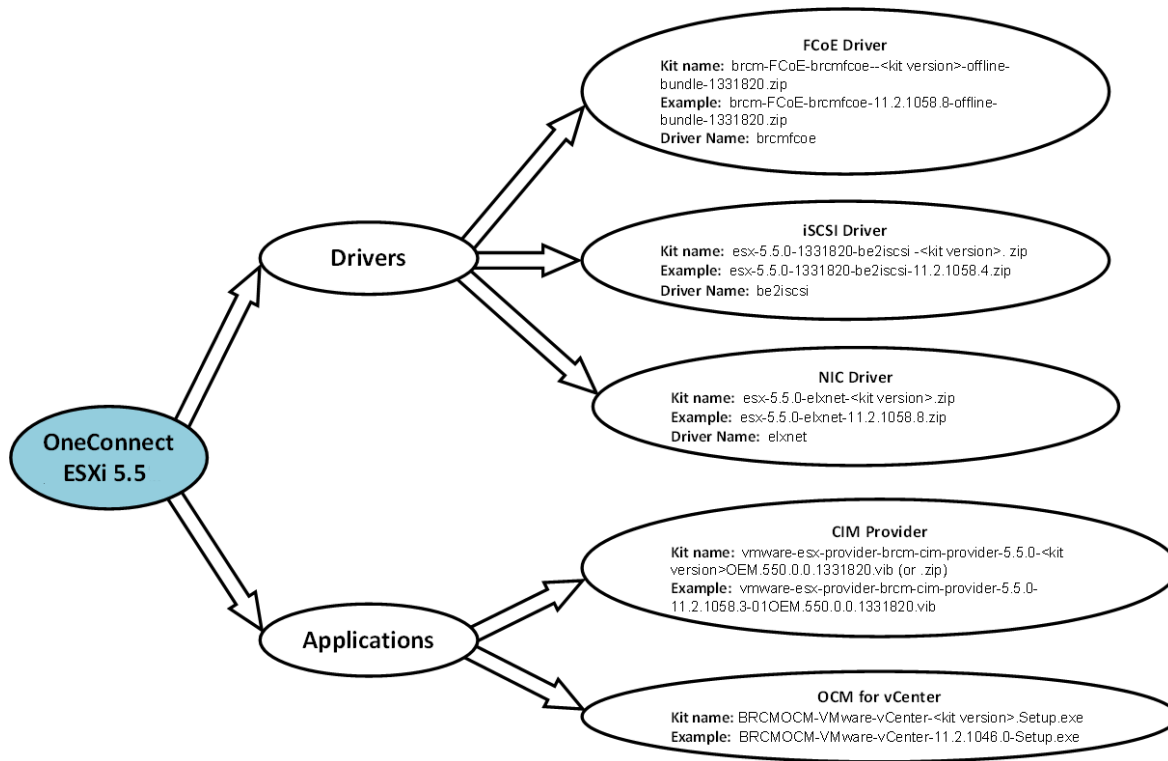 OneConnect
ESXi 5.5
Drivers
FCoE Driver
Kit name: brcm-FCoE-brcmfcoe--<kit version>-offline-
bundle-1331820.zip
Example: brcm-FCoE-brcmfcoe-11.2.1058.8-offline-
bundle-1331820.zip
Driver Name: brcmfcoe
iSCSI Driver
Kit name: esx-5.5.0-1331820-be2iscsi -<kit version>. zip
Example: esx-5.5.0-1331820-be2iscsi-11.2.1058.4.zip
Driver Name: be2iscsi
NIC Driver
Kit name: esx-5.5.0-elxnet-<kit version>.zip
Example: esx-5.5.0-elxnet-11.2.1058.8.zip
Driver Name: elxnet
Applications
CIM Provider
Kit name: vmware-esx-provider-brcm-cim-provider-5.5.0-<kit
version>OEM.550.0.0.1331820.vib (or .zip)
Example: vmware-esx-provider-brcm-cim-provider-5.5.0-
11.2.1058.3-01OEM.550.0.0.1331820.vib
OCM for vCenter
Kit name: BRCMOCM-VMware-vCenter-<kit version>.Setup.exe
Example: BRCMOCM-VMware-vCenter-11.2.1046.0-Setup.exe